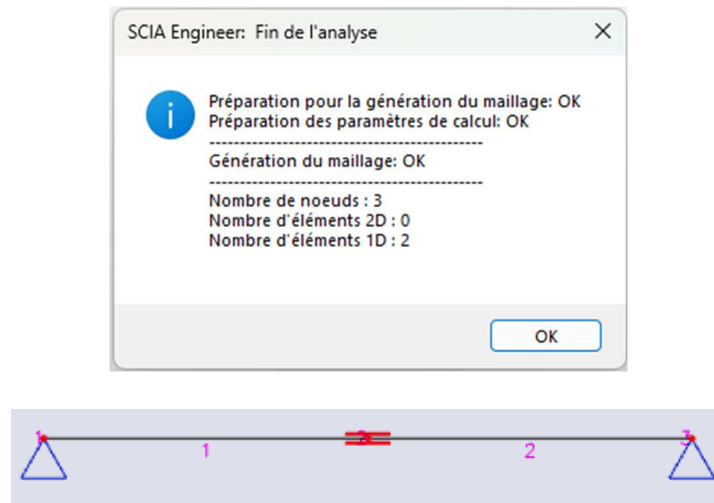 SCIA Engineer: Fin de l'analyse
Préparation pour la génération du maillage: OK
Préparation des paramètres de calcul: OK
--------------------------------------------
Génération du maillage: OK
--------------------------------------------
Nombre de noeuds : 3
Nombre d'éléments 2D : 0
Nombre d'éléments 1D : 2
OK
1 2 3
1 2